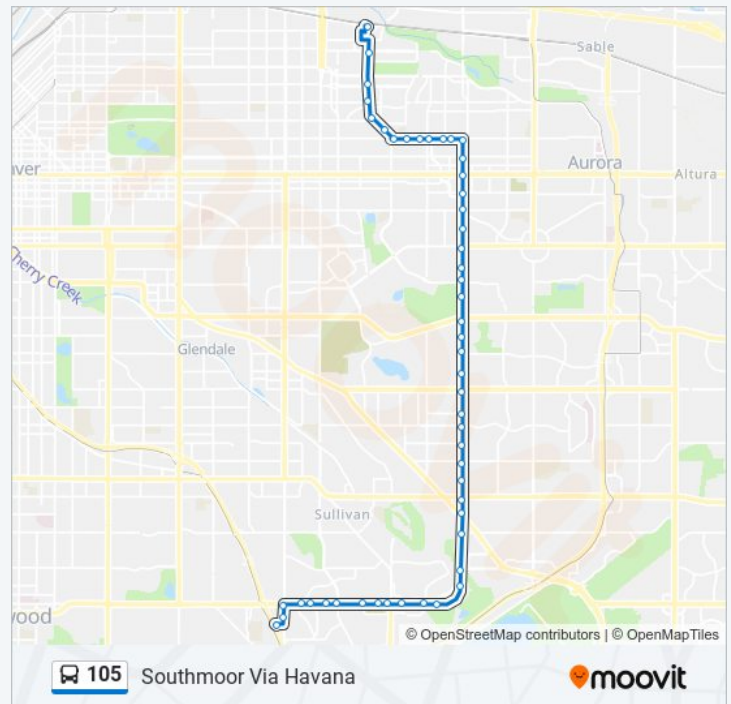 Sable
Aurora
Altura
ver
Cherry Creek
Glendale
Sullivan
wood
© OpenStreetMap contributors | © OpenMapTiles
105 Southmoor Via Havana
moovit